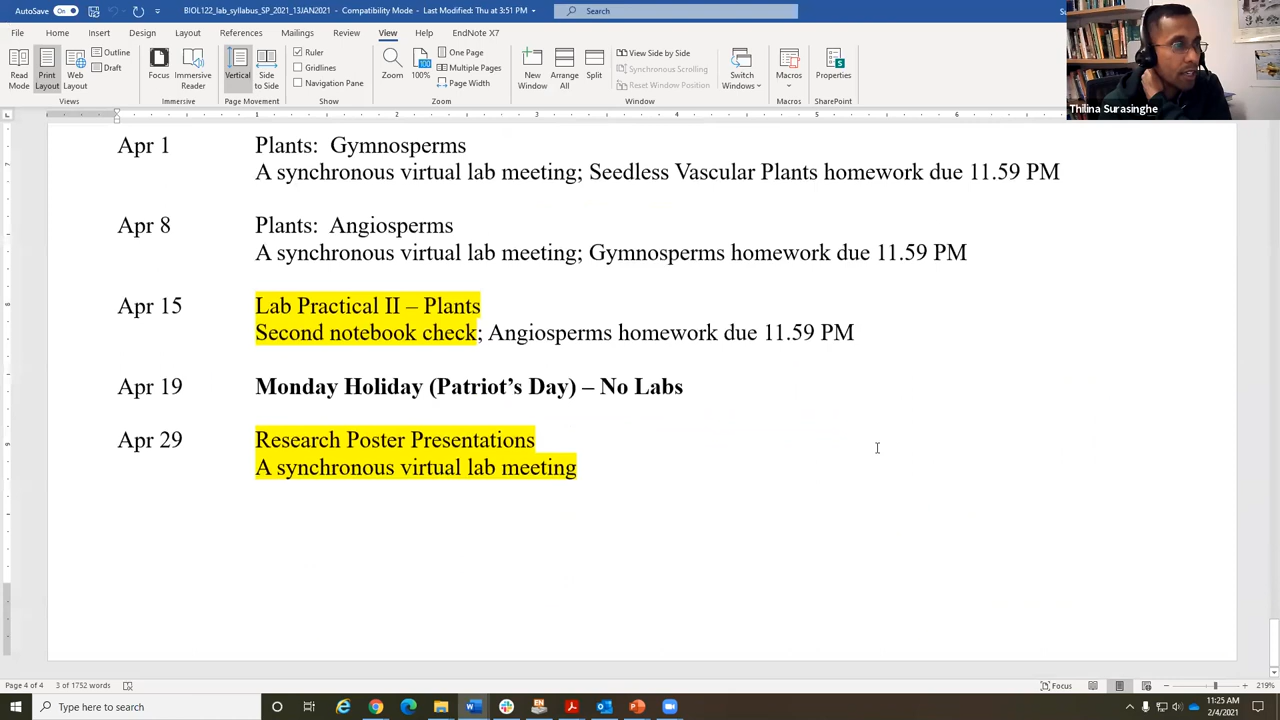 AutoSave On
BIOL122_lab_syllabus_SP_2021_13JAN2021 - Compatibility Mode • Last Modified: Thu at 3:51 PM
Search
File Home Insert Draw Design Layout References Mailings Review View Help EndNote X7
Read Mode
Print Layout
Web Layout
Outline
Draft
Views
Focus
Immersive Reader
Immersive
Vertical
Side to Side
Page Movement
Ruler
Gridlines
Navigation Pane
Show
Zoom
100%
One Page
Multiple Pages
Page Width
Zoom
New Window
Arrange All
Split
View Side by Side
Synchronous Scrolling
Reset Window Position
Window
Switch Windows
Macros
Macros
Properties
SharePoint
Thilina Surasinghe
Apr 1 Plants: Gymnosperms
A synchronous virtual lab meeting; Seedless Vascular Plants homework due 11.59 PM
Apr 8 Plants: Angiosperms
A synchronous virtual lab meeting; Gymnosperms homework due 11.59 PM
Apr 15 Lab Practical II – Plants
Second notebook check; Angiosperms homework due 11.59 PM
Apr 19 Monday Holiday (Patriot’s Day) – No Labs
Apr 29 Research Poster Presentations
A synchronous virtual lab meeting
Page 4 of 4 3 of 1752 words
Focus
219%
Type here to search
11:25 AM
2/4/2021